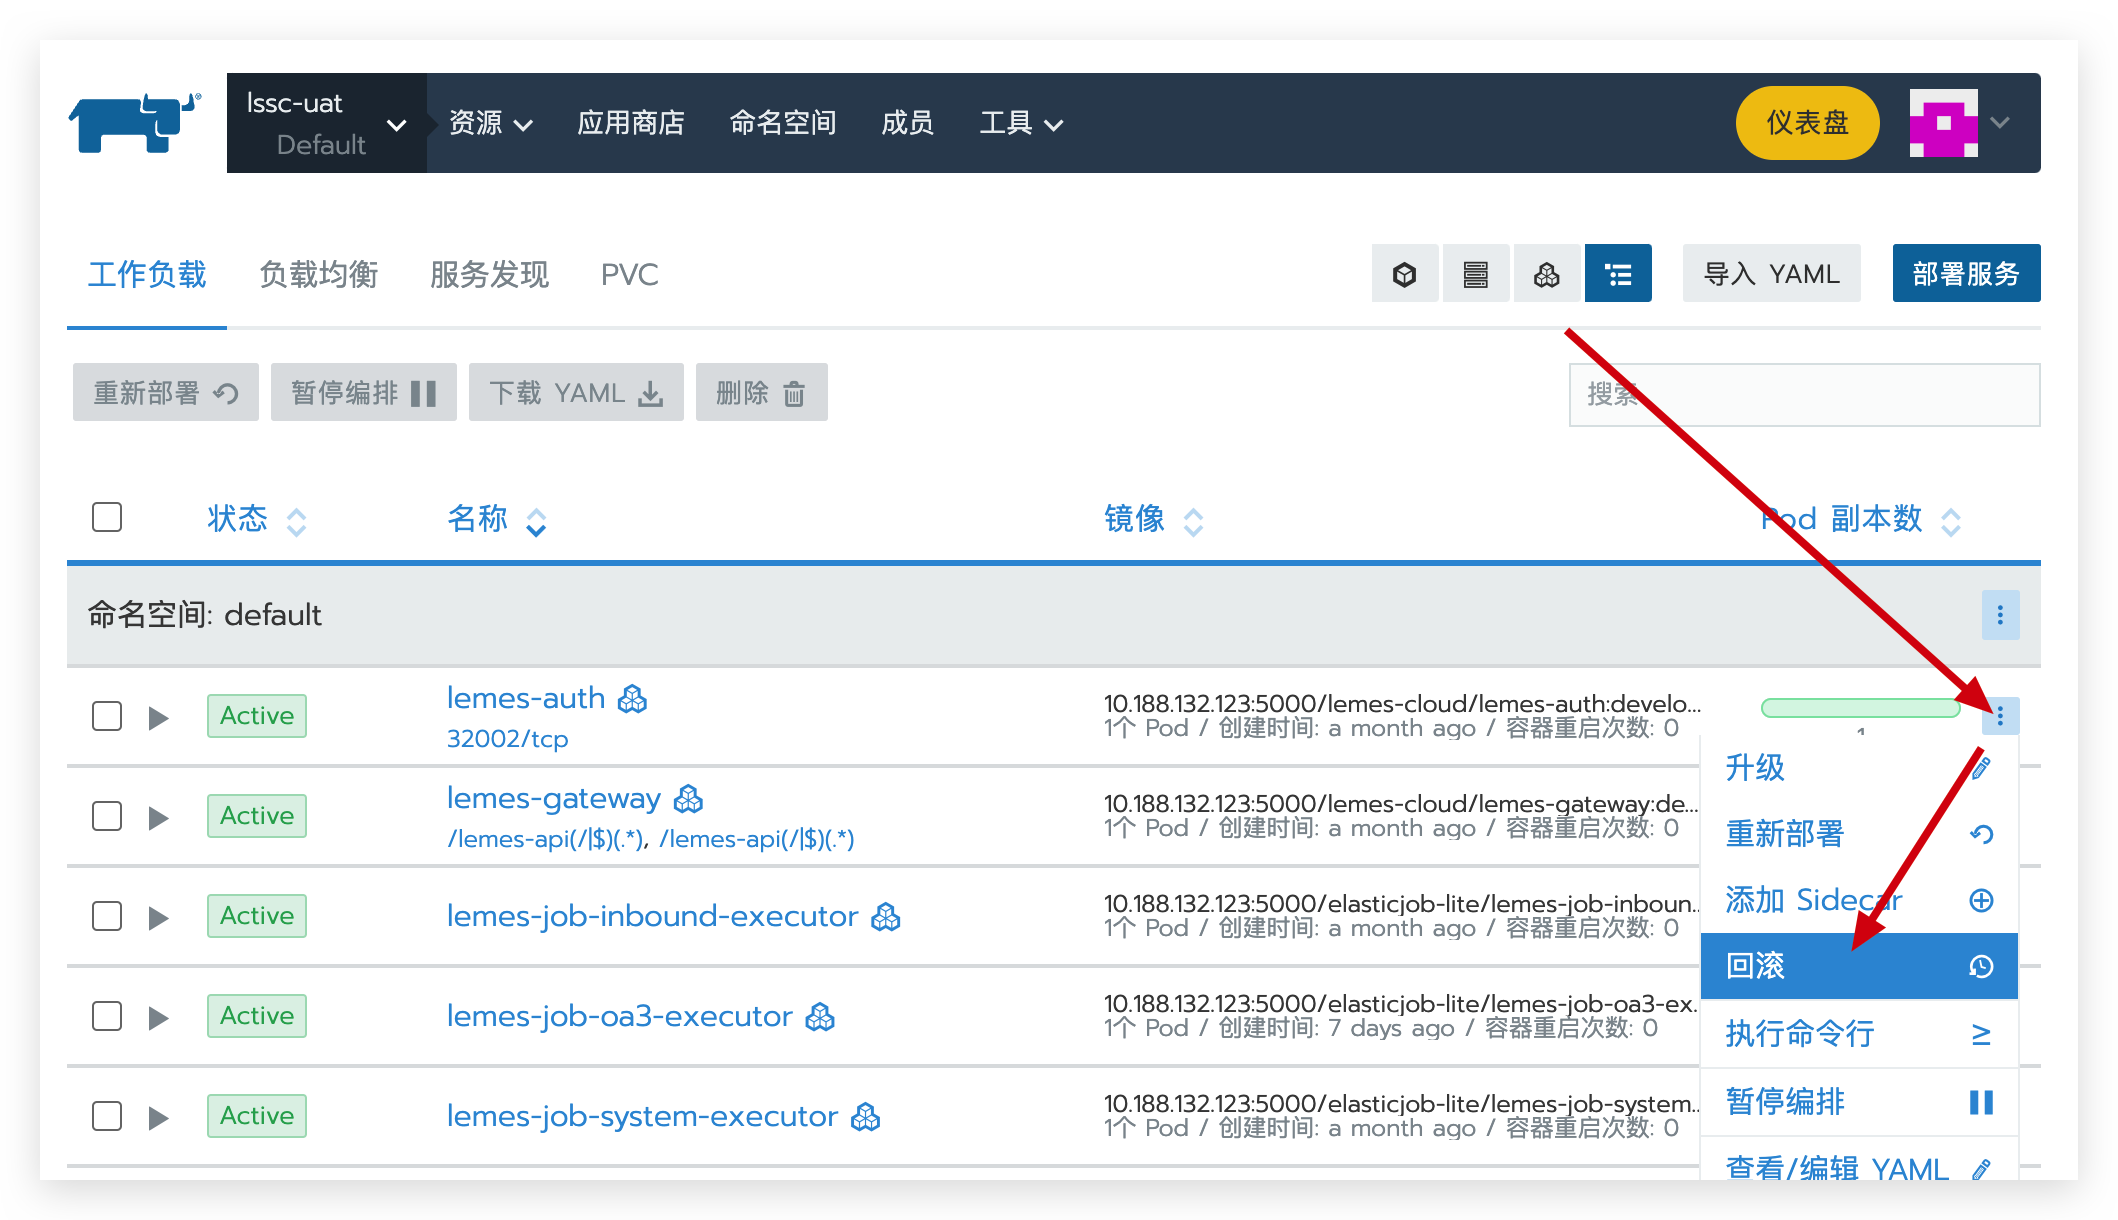 lssc-uat
Default
资源
应用商店
命名空间
成员
工具
仪表盘
工作负载
负载均衡
服务发现
PVC
导入 YAML
部署服务
重新部署
暂停编排
下载 YAML
删除
搜索
状态
名称
镜像
Pod 副本数
命名空间: default
Active
lemes-auth
32002/tcp
10.188.132.123:5000/lemes-cloud/lemes-auth:develo...
1个 Pod / 创建时间: a month ago / 容器重启次数: 0
1
Active
lemes-gateway
/lemes-api(/|$)(.*), /lemes-api(/|$)(.*)
10.188.132.123:5000/lemes-cloud/lemes-gateway:de...
1个 Pod / 创建时间: a month ago / 容器重启次数: 0
Active
lemes-job-inbound-executor
10.188.132.123:5000/elasticjob-lite/lemes-job-inboun...
1个 Pod / 创建时间: a month ago / 容器重启次数: 0
Active
lemes-job-oa3-executor
10.188.132.123:5000/elasticjob-lite/lemes-job-oa3-ex...
1个 Pod / 创建时间: 7 days ago / 容器重启次数: 0
Active
lemes-job-system-executor
10.188.132.123:5000/elasticjob-lite/lemes-job-system...
1个 Pod / 创建时间: a month ago / 容器重启次数: 0
升级
重新部署
添加 Sidecar
回滚
执行命令行
暂停编排
查看/编辑 YAML